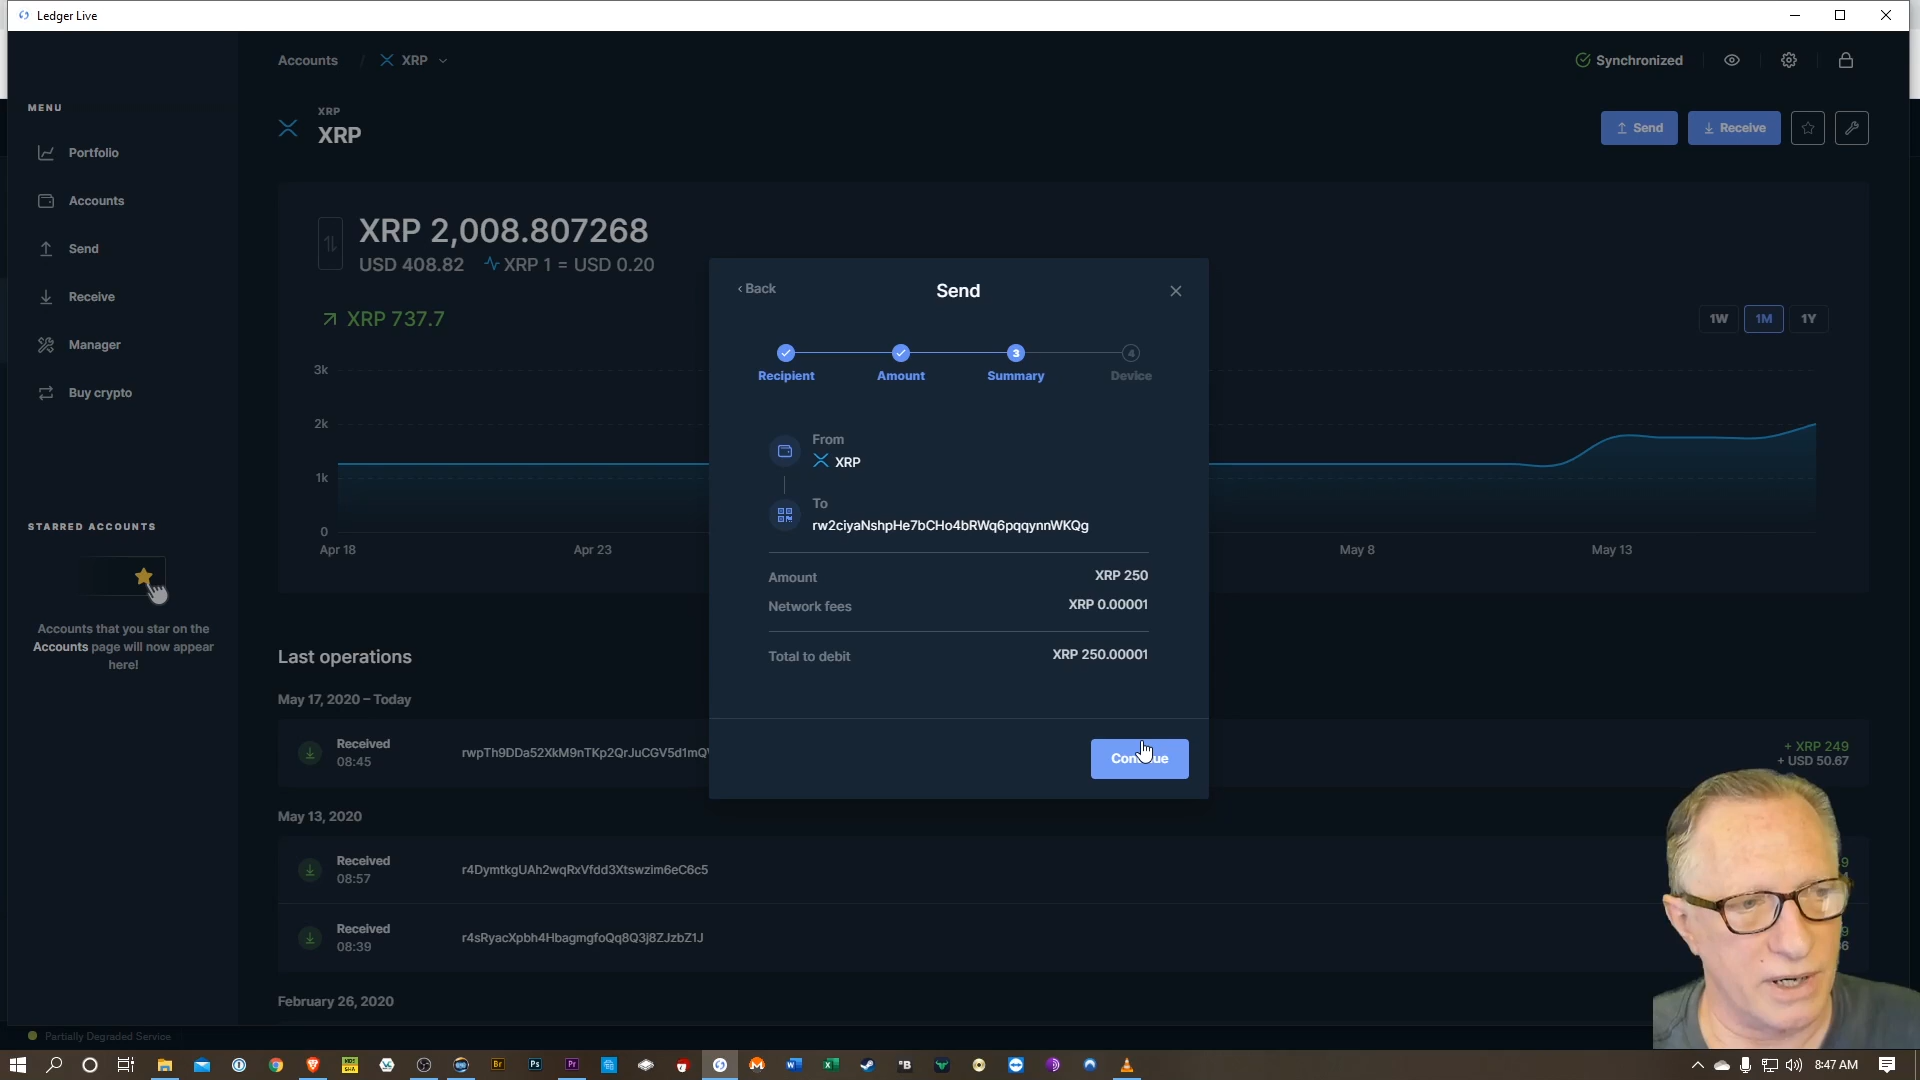 Ledger Live
Accounts / XRP
Synchronized
MENU
Portfolio
Accounts
Send
Receive
Manager
Buy crypto
XRP
XRP
Send
Receive
XRP 2,008.807268
USD 408.82 XRP 1 = USD 0.20
XRP 737.7
1W 1M 1Y
3k
2k
1k
0
Apr 18 Apr 23 May 8 May 13
Back
Send
3 4
Recipient Amount Summary Device
From
XRP
To
rw2ciyaNshpHe7bCHo4bRWq6pqqynnWKQg
Amount XRP 250
Network fees XRP 0.00001
Total to debit XRP 250.00001
STARRED ACCOUNTS
Accounts that you star on the
Accounts page will now appear
here!
Last operations
May 17, 2020 – Today
Received
08:45
rwpTh9DDa52XkM9nTKp2QrJuCGV5d1mQ
+ XRP 249
+ USD 50.67
May 13, 2020
Received
08:57
r4DymtkgUAh2wqRxVfdd3Xtswzim6eC6c5
Received
08:39
r4sRyacXpbh4HbagmgfoQq8Q3j8ZJzbZ1J
February 26, 2020
Partially Degraded Service
Br Ps Pr
8:47 AM